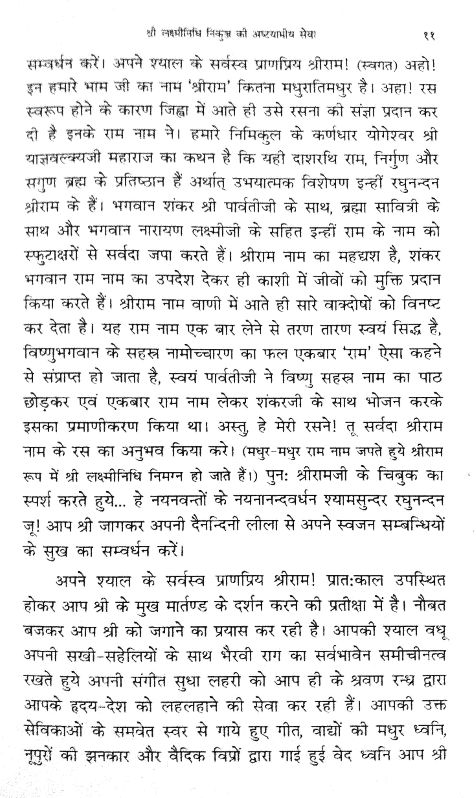 श्री लक्ष्मीनिधि निकुञ्ज की अष्टयामीय सेवा ११
सम्वर्धन करें। अपने श्याल के सर्वस्व प्राणप्रिय श्रीराम! (स्वगत) अहो!
इन हमारे भाम जी का नाम ‘श्रीराम’ कितना मधुरातिमधुर है। अहा! रस
स्वरूप होने के कारण जिह्वा में आते ही उसे रसना की संज्ञा प्रदान कर
दी है इनके राम नाम ने। हमारे निमिकुल के कर्णधार योगेश्वर श्री
याज्ञवल्क्यजी महाराज का कथन है कि यही दाशरथि राम, निर्गुण और
सगुण ब्रह्म के प्रतिष्ठान हैं अर्थात् उभयात्मक विशेषण इन्हीं रघुनन्दन
श्रीराम के हैं। भगवान शंकर श्री पार्वतीजी के साथ, ब्रह्मा सावित्री के
साथ और भगवान नारायण लक्ष्मीजी के सहित इन्हीं राम के नाम को
स्फुटाक्षरों से सर्वदा जपा करते हैं। श्रीराम नाम का महद्यश है, शंकर
भगवान राम नाम का उपदेश देकर ही काशी में जीवों को मुक्ति प्रदान
किया करते हैं। श्रीराम नाम वाणी में आते ही सारे वाक्दोषों को विनष्ट
कर देता है। यह राम नाम एक बार लेने से तरण तारण स्वयं सिद्ध है,
विष्णुभगवान के सहस्र नामोच्चारण का फल एकबार ‘राम’ ऐसा कहने
से संप्राप्त हो जाता है, स्वयं पार्वतीजी ने विष्णु सहस्र नाम का पाठ
छोड़कर एवं एकबार राम नाम लेकर शंकरजी के साथ भोजन करके
इसका प्रमाणीकरण किया था। अस्तु, हे मेरी रसने! तू सर्वदा श्रीराम
नाम के रस का अनुभव किया करे। (मधुर-मधुर राम नाम जपते हुये श्रीराम
रूप में श्री लक्ष्मीनिधि निमग्न हो जाते हैं।) पुन: श्रीरामजी के चिबुक का
स्पर्श करते हुये... हे नयनवन्तों के नयनानन्दवर्धन श्यामसुन्दर रघुनन्दन
जू! आप श्री जागकर अपनी दैनन्दिनी लीला से अपने स्वजन सम्बन्धियों
के सुख का सम्वर्धन करें।
अपने श्याल के सर्वस्व प्राणप्रिय श्रीराम! प्रात:काल उपस्थित
होकर आप श्री के मुख मार्तण्ड के दर्शन करने की प्रतीक्षा में है। नौबत
बजकर आप श्री को जगाने का प्रयास कर रही है। आपकी श्याल वधू
अपनी सखी-सहेलियों के साथ भैरवी राग का सर्वभावेन समीचीनत्व
रखते हुये अपनी संगीत सुधा लहरी को आप ही के श्रवण रन्ध्र द्वारा
आपके हृदय-देश को लहलहाने की सेवा कर रही हैं। आपकी उक्त
सेविकाओं के समवेत स्वर से गाये हुए गीत, वाद्यों की मधुर ध्वनि,
नूपुरों की झनकार और वैदिक विप्रों द्वारा गाई हुई वेद ध्वनि आप श्री